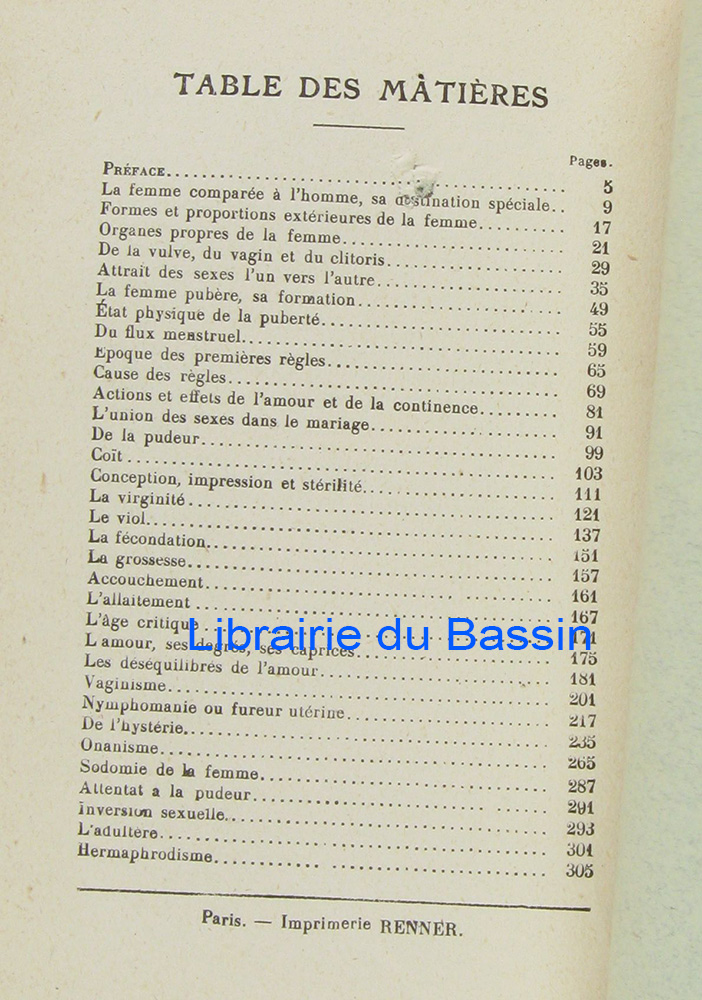 TABLE DES MÀTIÈRES
Pages.
PRÉFACE 5
La femme comparée à l'homme, sa destination spéciale 9
Formes et proportions extérieures de la femme 17
Organes propres de la femme 21
De la vulve, du vagin et du clitoris 29
Attrait des sexes l'un vers l'autre 35
La femme pubère, sa formation 49
État physique de la puberté 55
Du flux menstruel 59
Epoque des premières règles 65
Cause des règles 69
Actions et effets de l'amour et de la continence 81
L'union des sexes dans le mariage 91
De la pudeur 99
Coït 103
Conception, impression et stérilité 111
La virginité 121
Le viol 137
La fécondation 151
La grossesse 157
Accouchement 161
L'allaitement 167
L'âge critique 171
L'amour, ses degrés, ses caprices 175
Les déséquilibrés de l'amour 181
Vaginisme 201
Nymphomanie ou fureur utérine 217
De l'hystérie 235
Onanisme 265
Sodomie de la femme 287
Attentat a la pudeur 291
Inversion sexuelle 293
L'adultère 301
Hermaphrodisme 305
Paris. — Imprimerie RENNER.
Librairie du Bassin